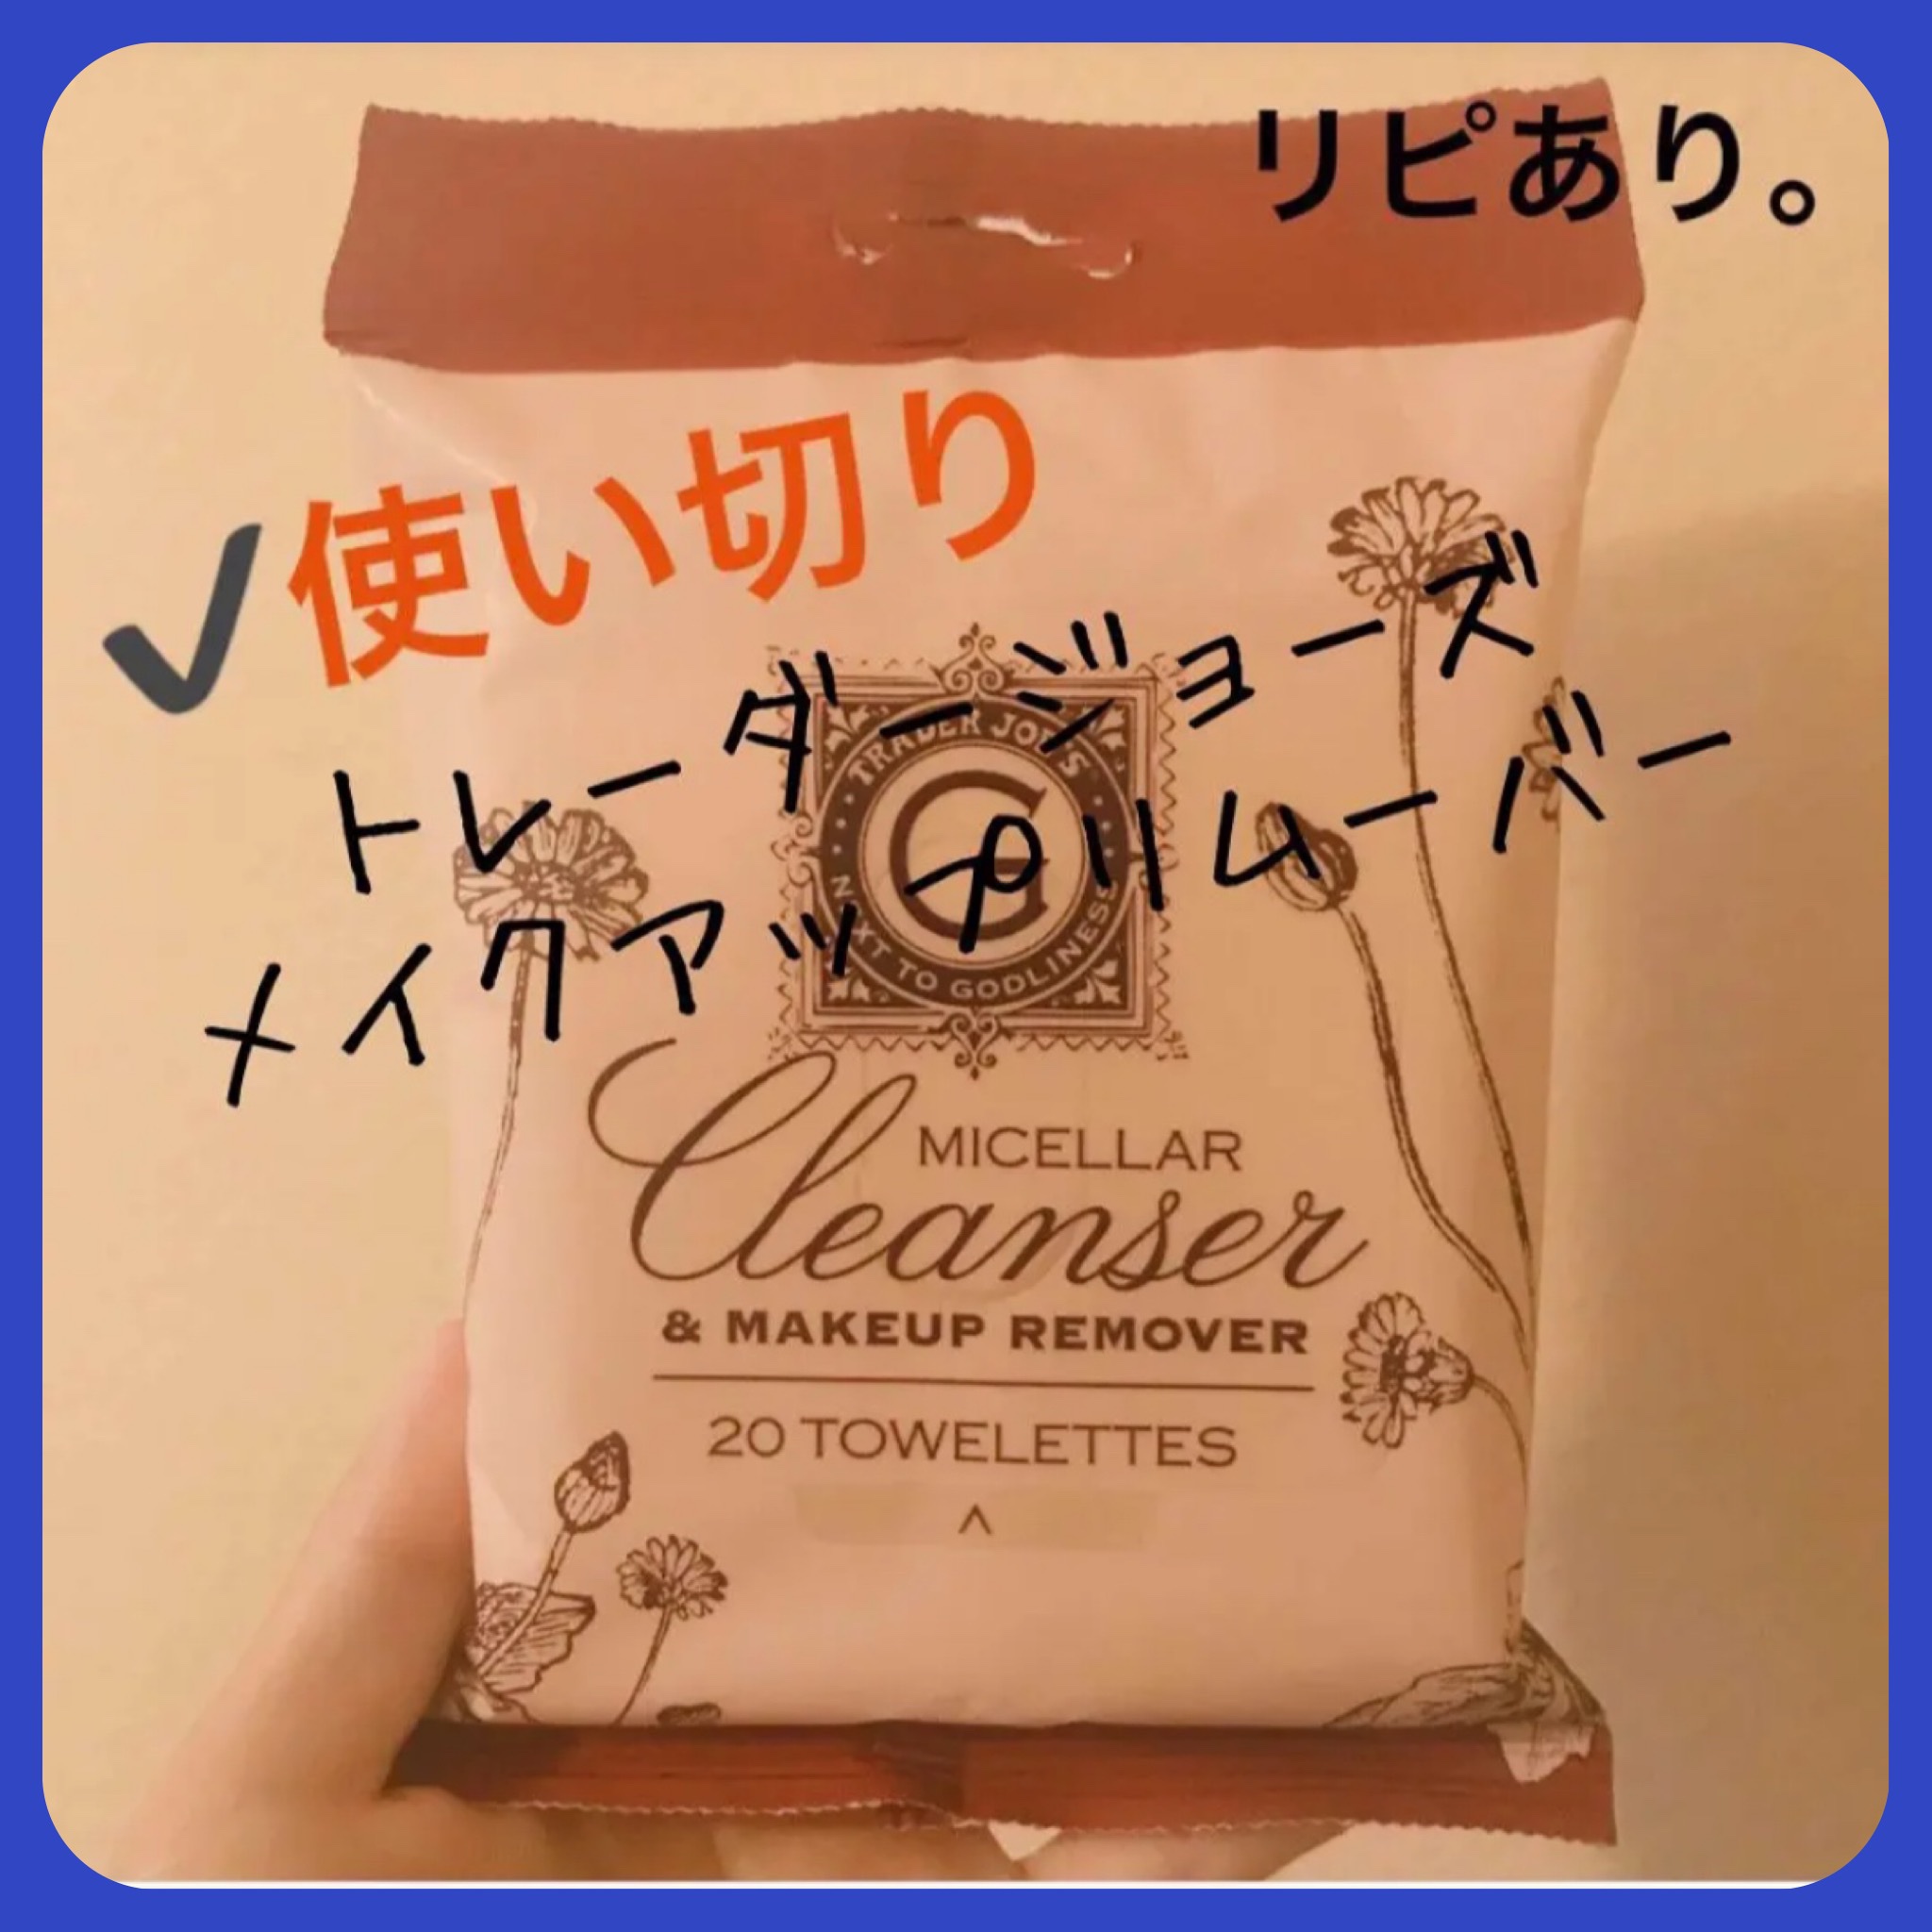 リピあり。
✓使い切り
トレーダージョーズ
メイクアップリムーバー
TRADER JOE'S
G
NEXT TO GODLINESS
MICELLAR
Cleanser
& MAKEUP REMOVER
20 TOWELETTES
^